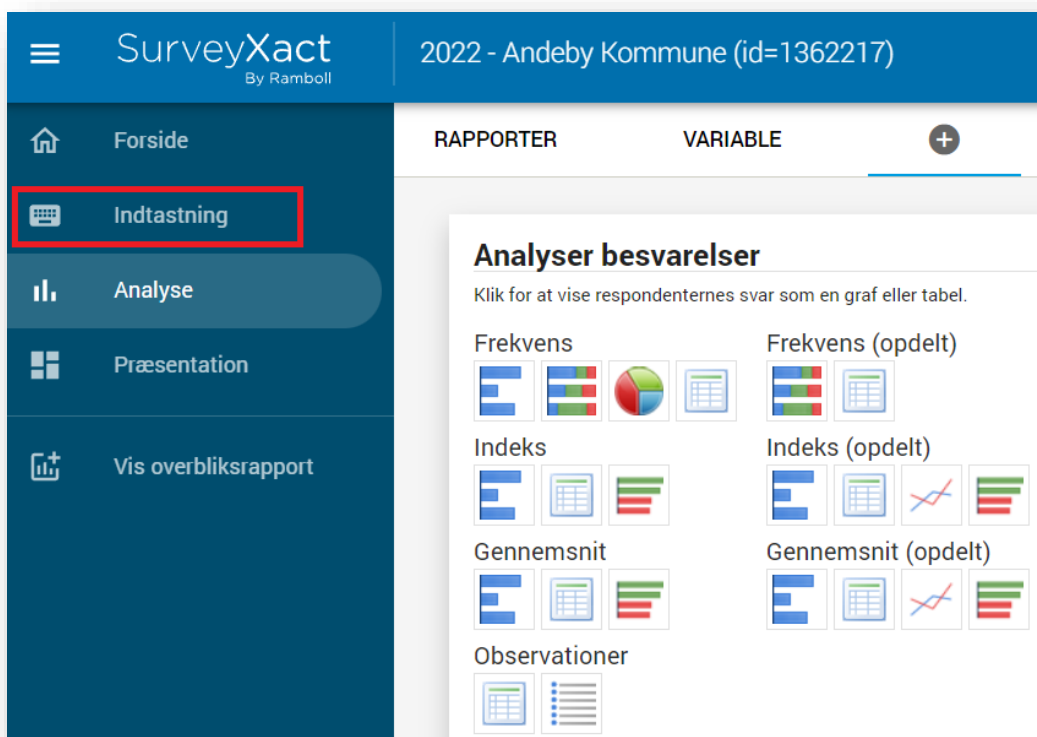 SurveyXact
By Ramboll
2022 - Andeby Kommune (id=1362217)
Forside
Indtastning
Analyse
Præsentation
Vis overbliksrapport
RAPPORTER
VARIABLE
Analyser besvarelser
Klik for at vise respondenternes svar som en graf eller tabel.
Frekvens
Frekvens (opdelt)
Indeks
Indeks (opdelt)
Gennemsnit
Gennemsnit (opdelt)
Observationer